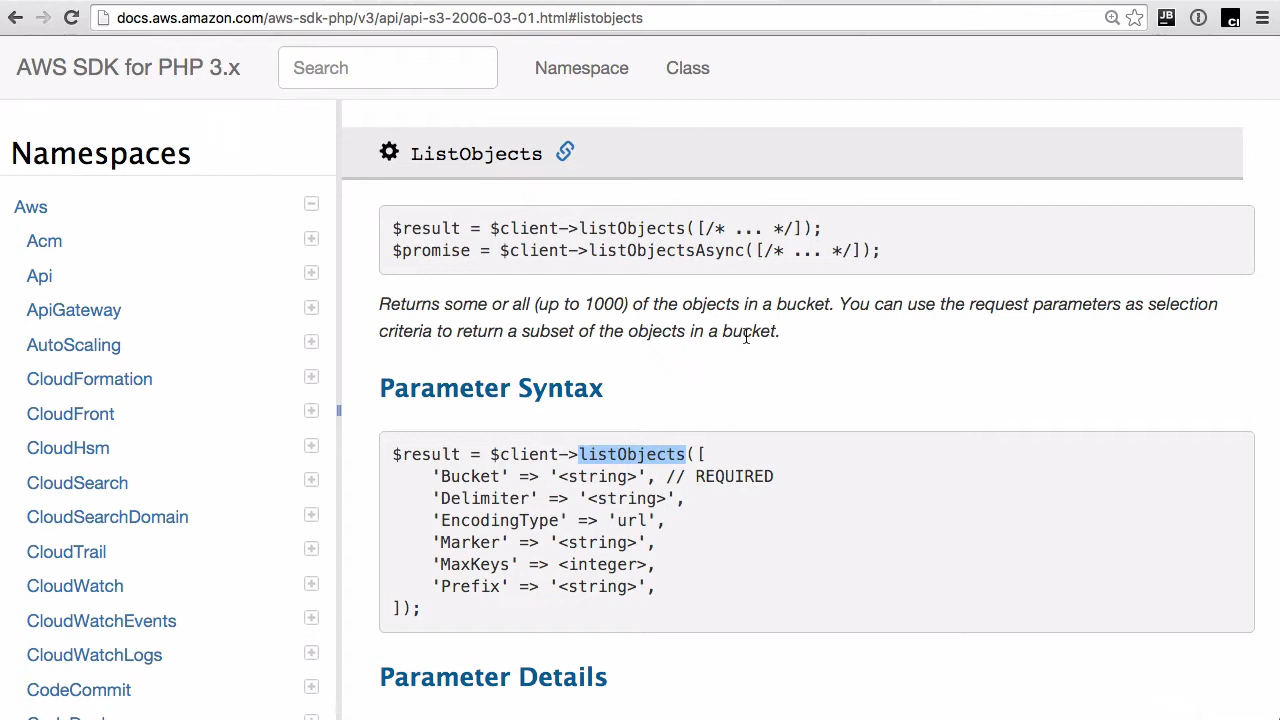 docs.aws.amazon.com/aws-sdk-php/v3/api/api-s3-2006-03-01.html#listobjects
JB
AWS SDK for PHP 3.x
Search
Namespace
Class
Namespaces
Aws
Acm
Api
ApiGateway
AutoScaling
CloudFormation
CloudFront
CloudHsm
CloudSearch
CloudSearchDomain
CloudTrail
CloudWatch
CloudWatchEvents
CloudWatchLogs
CodeCommit
ListObjects
$result = $client->listObjects([/* ... */]);
$promise = $client->listObjectsAsync([/* ... */]);
Returns some or all (up to 1000) of the objects in a bucket. You can use the request parameters as selection
criteria to return a subset of the objects in a bucket.
Parameter Syntax
$result = $client->listObjects([
'Bucket' => '<string>', // REQUIRED
'Delimiter' => '<string>',
'EncodingType' => 'url',
'Marker' => '<string>',
'MaxKeys' => <integer>,
'Prefix' => '<string>',
]);
Parameter Details